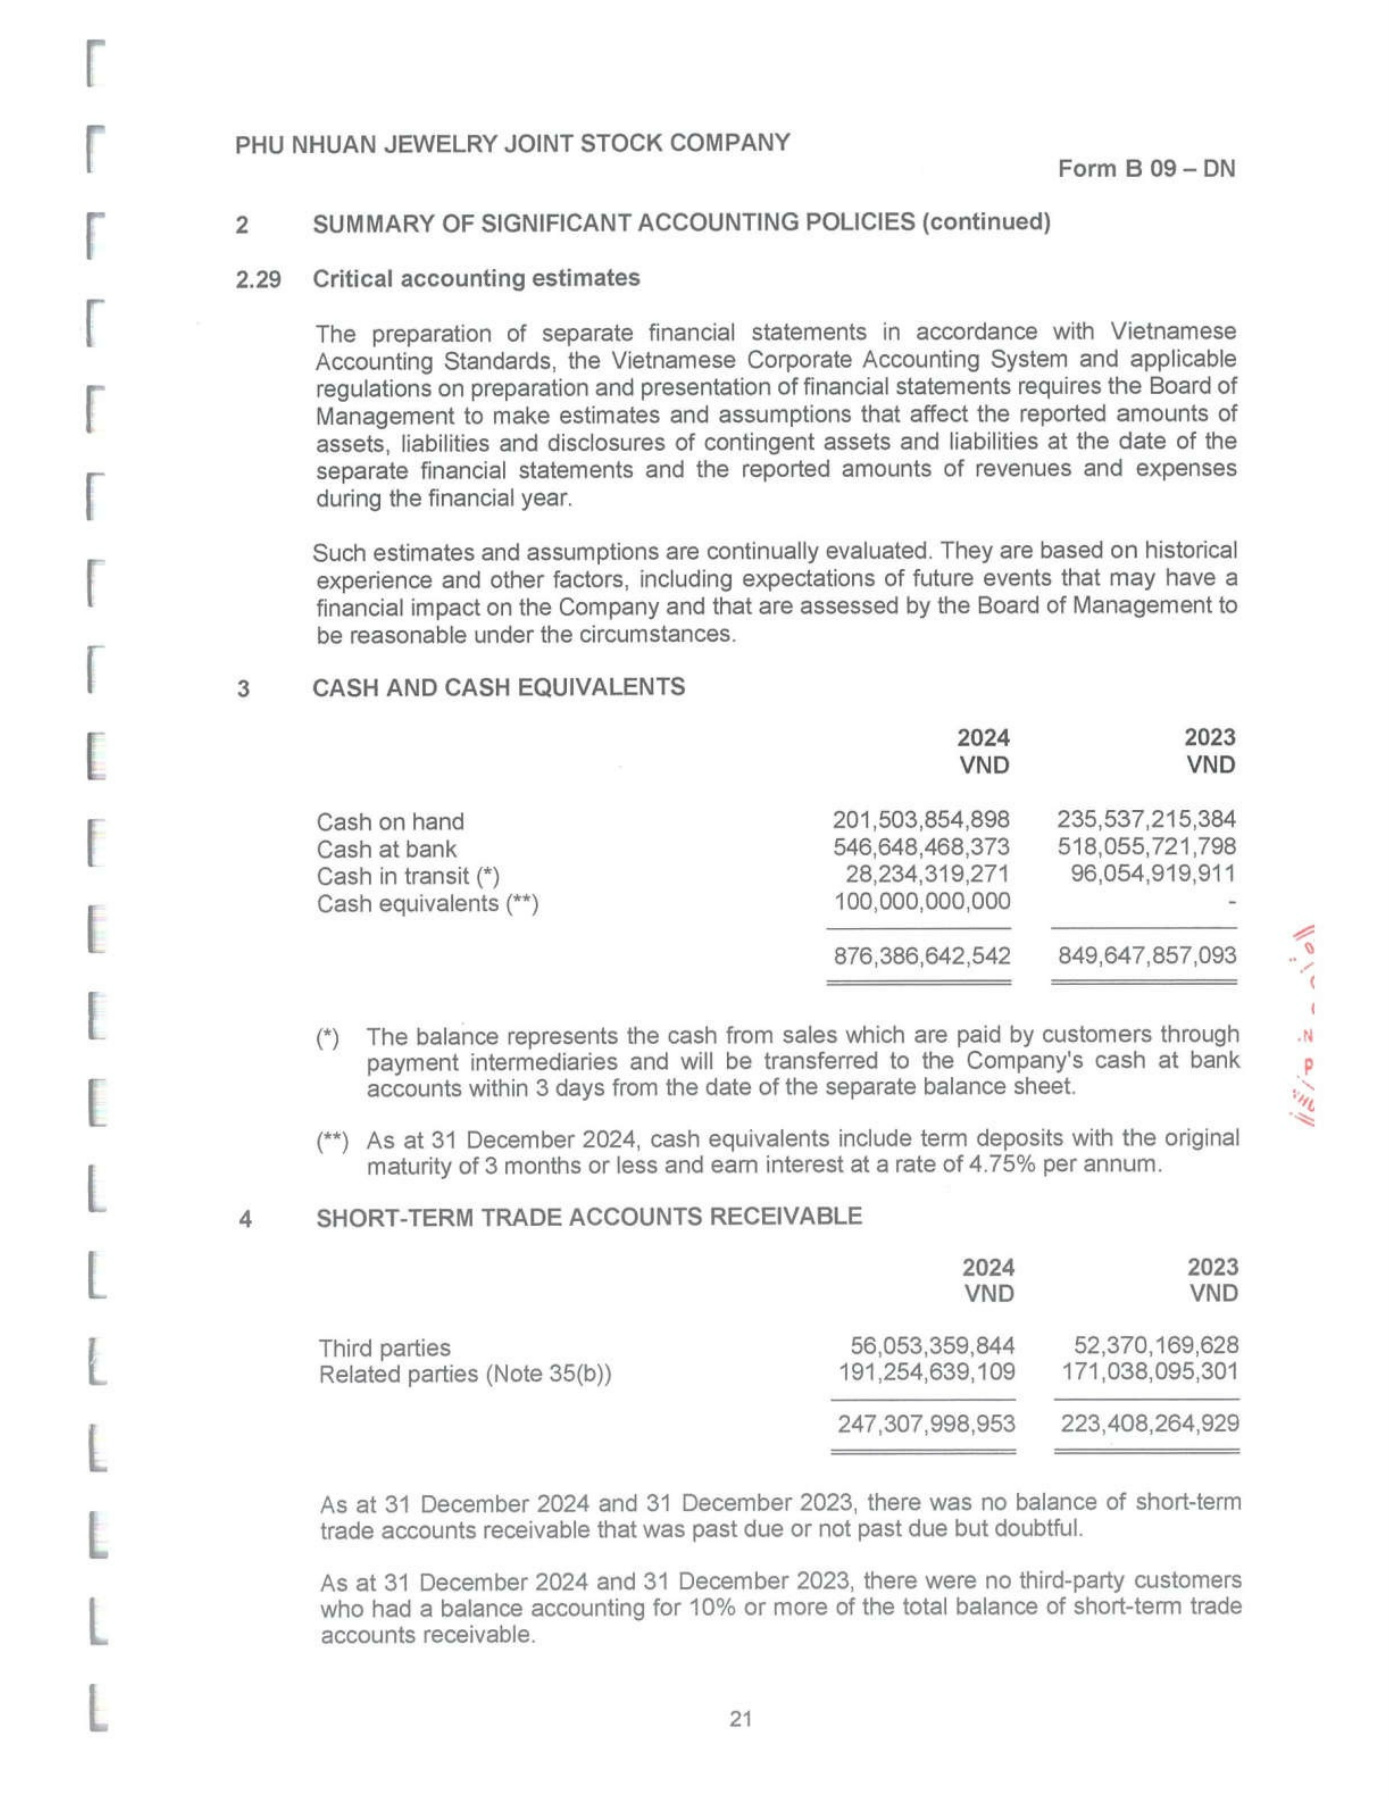 PHU NHUAN JEWELRY JOINT STOCK COMPANY
Form B 09 – DN
2 SUMMARY OF SIGNIFICANT ACCOUNTING POLICIES (continued)
2.29 Critical accounting estimates
The preparation of separate financial statements in accordance with Vietnamese
Accounting Standards, the Vietnamese Corporate Accounting System and applicable
regulations on preparation and presentation of financial statements requires the Board of
Management to make estimates and assumptions that affect the reported amounts of
assets, liabilities and disclosures of contingent assets and liabilities at the date of the
separate financial statements and the reported amounts of revenues and expenses
during the financial year.
Such estimates and assumptions are continually evaluated. They are based on historical
experience and other factors, including expectations of future events that may have a
financial impact on the Company and that are assessed by the Board of Management to
be reasonable under the circumstances.
3 CASH AND CASH EQUIVALENTS
2024 2023
VND VND
Cash on hand 201,503,854,898 235,537,215,384
Cash at bank 546,648,468,373 518,055,721,798
Cash in transit (*) 28,234,319,271 96,054,919,911
Cash equivalents (**) 100,000,000,000 -
876,386,642,542 849,647,857,093
(*) The balance represents the cash from sales which are paid by customers through
payment intermediaries and will be transferred to the Company's cash at bank
accounts within 3 days from the date of the separate balance sheet.
(**) As at 31 December 2024, cash equivalents include term deposits with the original
maturity of 3 months or less and earn interest at a rate of 4.75% per annum.
4 SHORT-TERM TRADE ACCOUNTS RECEIVABLE
2024 2023
VND VND
Third parties 56,053,359,844 52,370,169,628
Related parties (Note 35(b)) 191,254,639,109 171,038,095,301
247,307,998,953 223,408,264,929
As at 31 December 2024 and 31 December 2023, there was no balance of short-term
trade accounts receivable that was past due or not past due but doubtful.
As at 31 December 2024 and 31 December 2023, there were no third-party customers
who had a balance accounting for 10% or more of the total balance of short-term trade
accounts receivable.
21